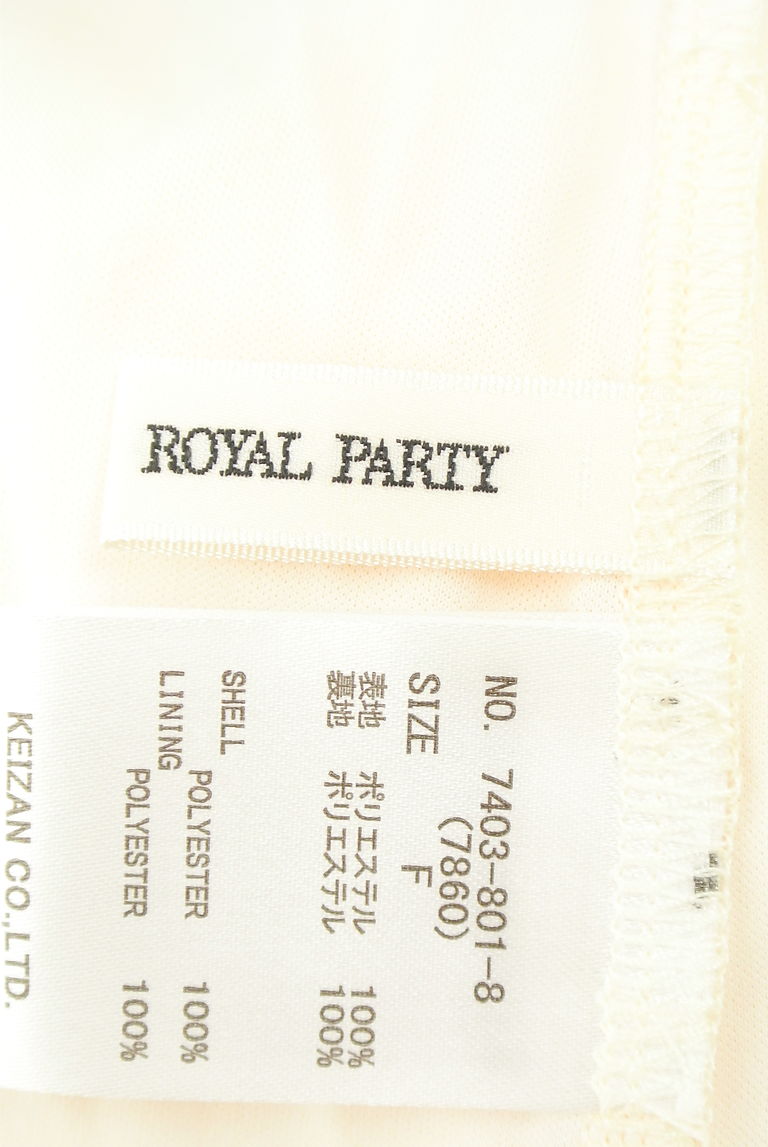 ROYAL PARTY
NO. 7403-801-8
(7860)
SIZE F
表地 ポリエステル 100%
裏地 ポリエステル 100%
SHELL
POLYESTER 100%
LINING
POLYESTER 100%
KEIZAN CO.,LTD.